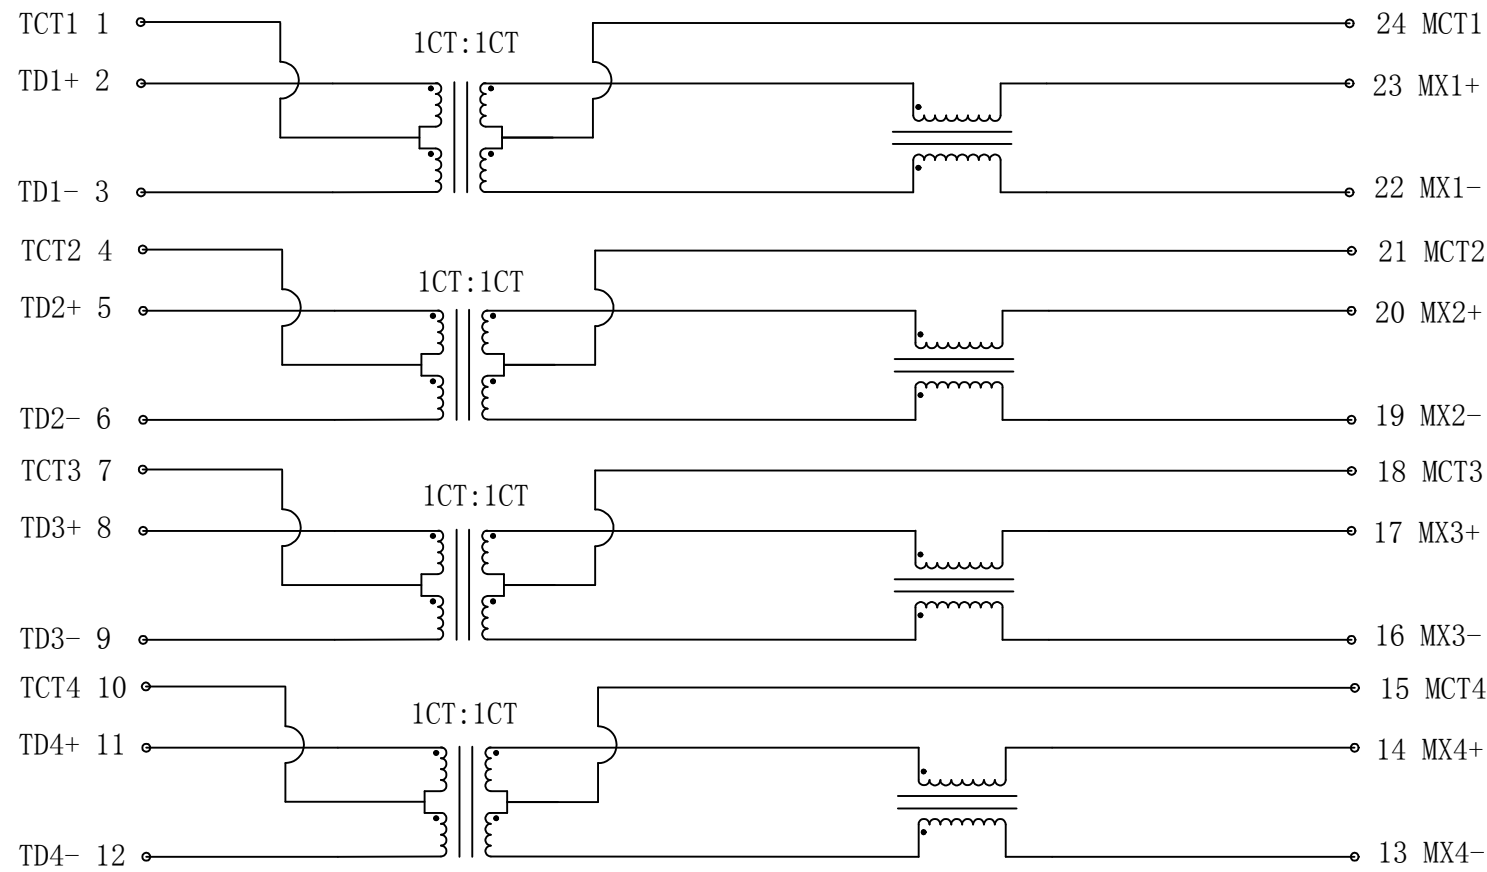 TCT1 1
24 MCT1
1CT:1CT
TD1+ 2
23 MX1+
TD1- 3
22 MX1-
TCT2 4
21 MCT2
1CT:1CT
TD2+ 5
20 MX2+
TD2- 6
19 MX2-
TCT3 7
18 MCT3
1CT:1CT
TD3+ 8
17 MX3+
TD3- 9
16 MX3-
TCT4 10
15 MCT4
1CT:1CT
TD4+ 11
14 MX4+
TD4- 12
13 MX4-